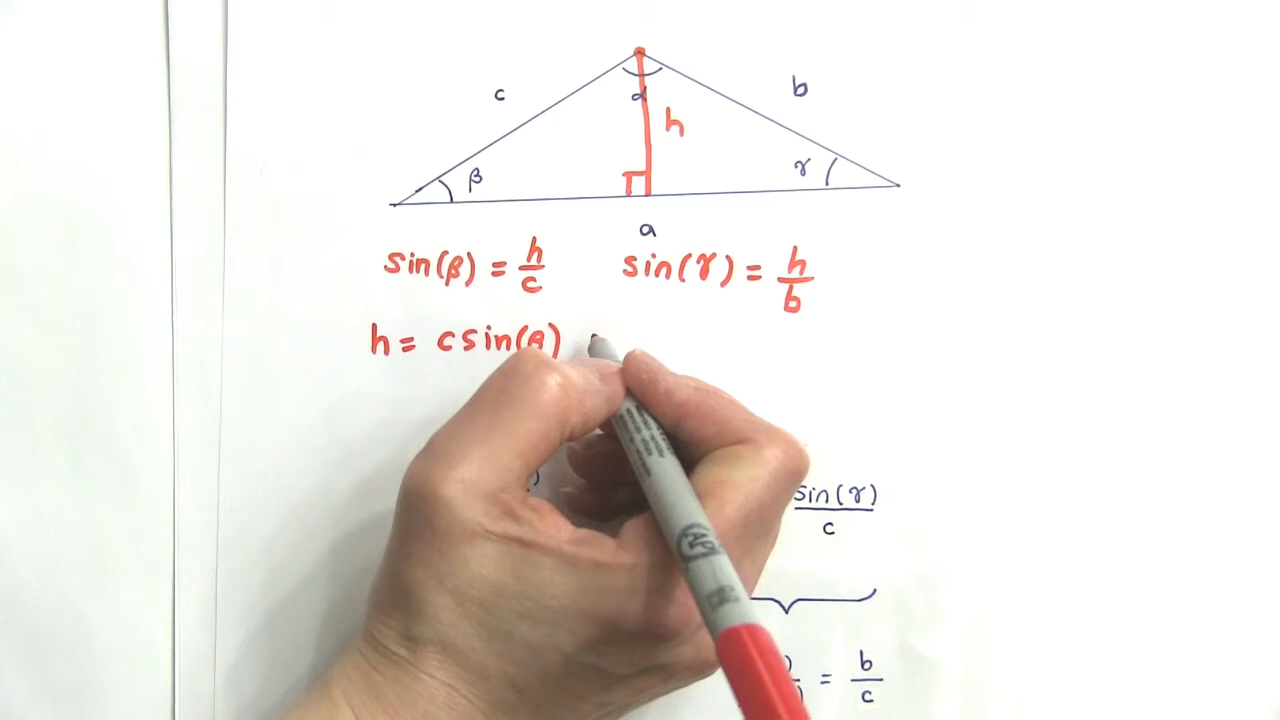 c
b
α
h
β
γ
a
sin(β) = h/c sin(γ) = h/b
h = c sin(β)
sin(γ)/c
= b/c